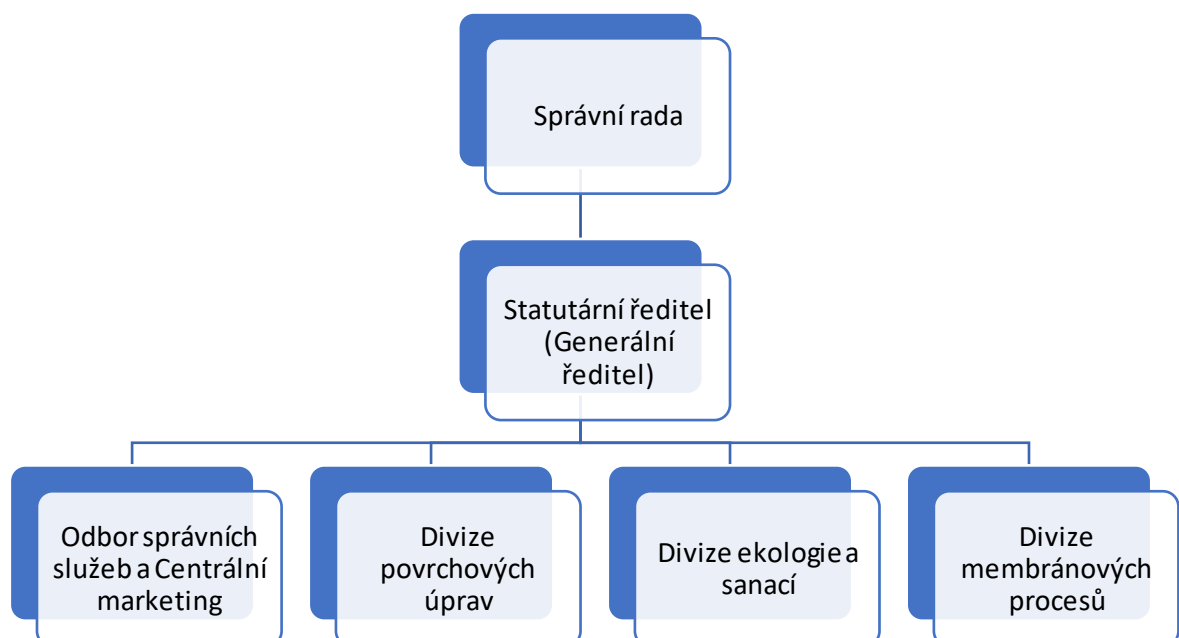 Správní rada
Statutární ředitel
(Generální
ředitel)
Odbor správních
služeb a Centrální
marketing
Divize
povrchových
úprav
Divize ekologie a
sanací
Divize
membránových
procesů